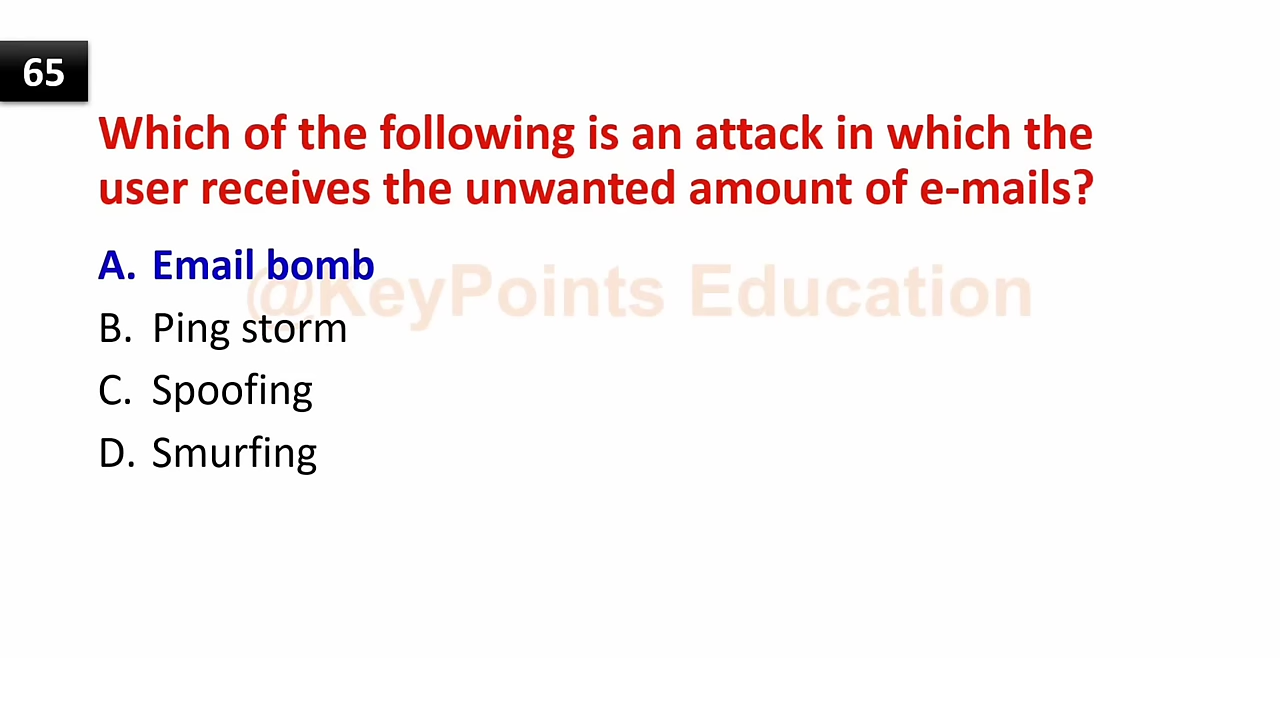 65
Which of the following is an attack in which the
user receives the unwanted amount of e-mails?
A. Email bomb
@KeyPoints Education
B. Ping storm
C. Spoofing
D. Smurfing